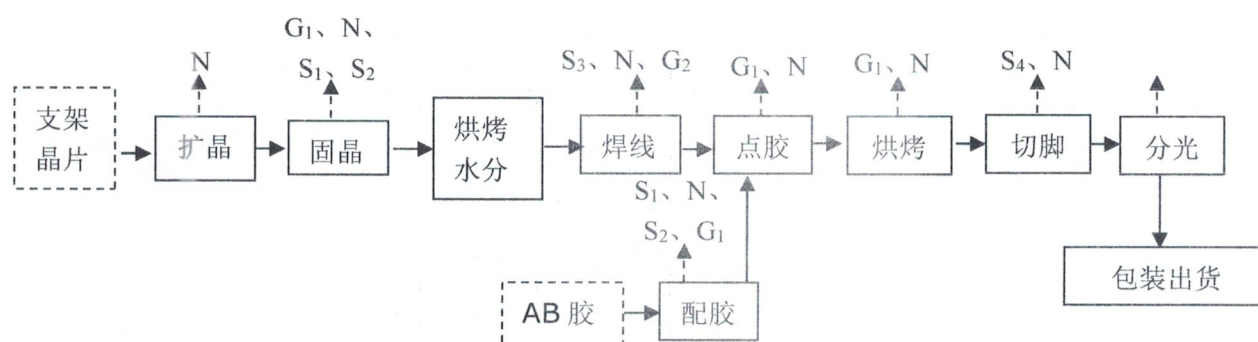 G₁、N、
S₁、S₂
N
S₃、N、G₂
G₁、N
G₁、N
S₄、N
支架
晶片
扩晶
固晶
烘烤
水分
焊线
点胶
烘烤
切脚
分光
S₁、N、
S₂、G₁
AB 胶
配胶
包装出货